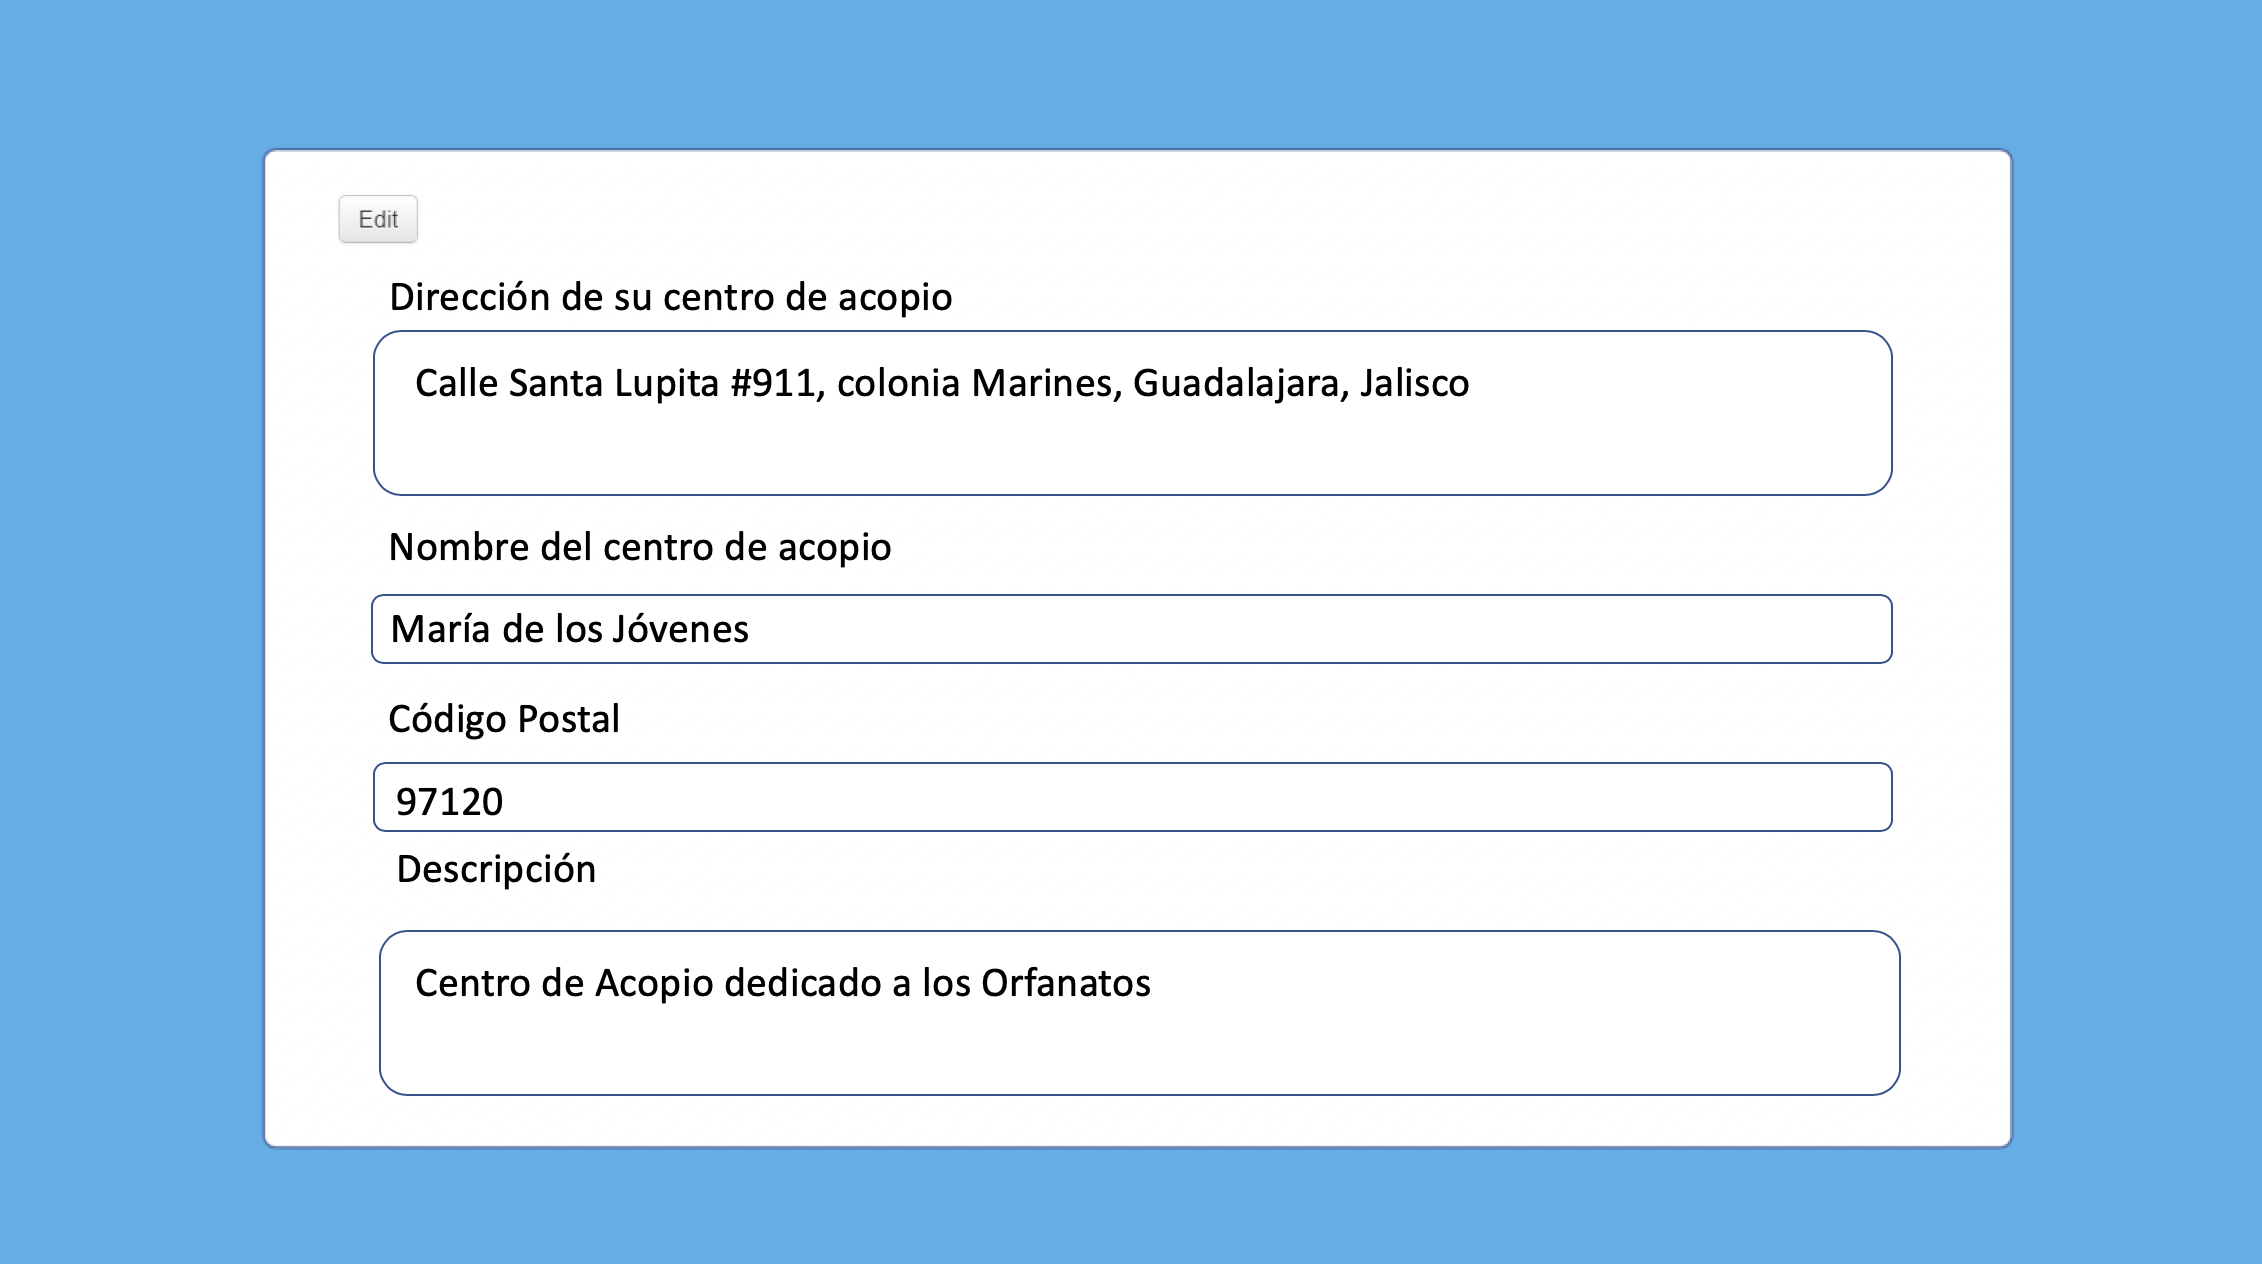 Edit
Dirección de su centro de acopio
Calle Santa Lupita #911, colonia Marines, Guadalajara, Jalisco
Nombre del centro de acopio
María de los Jóvenes
Código Postal
97120
Descripción
Centro de Acopio dedicado a los Orfanatos